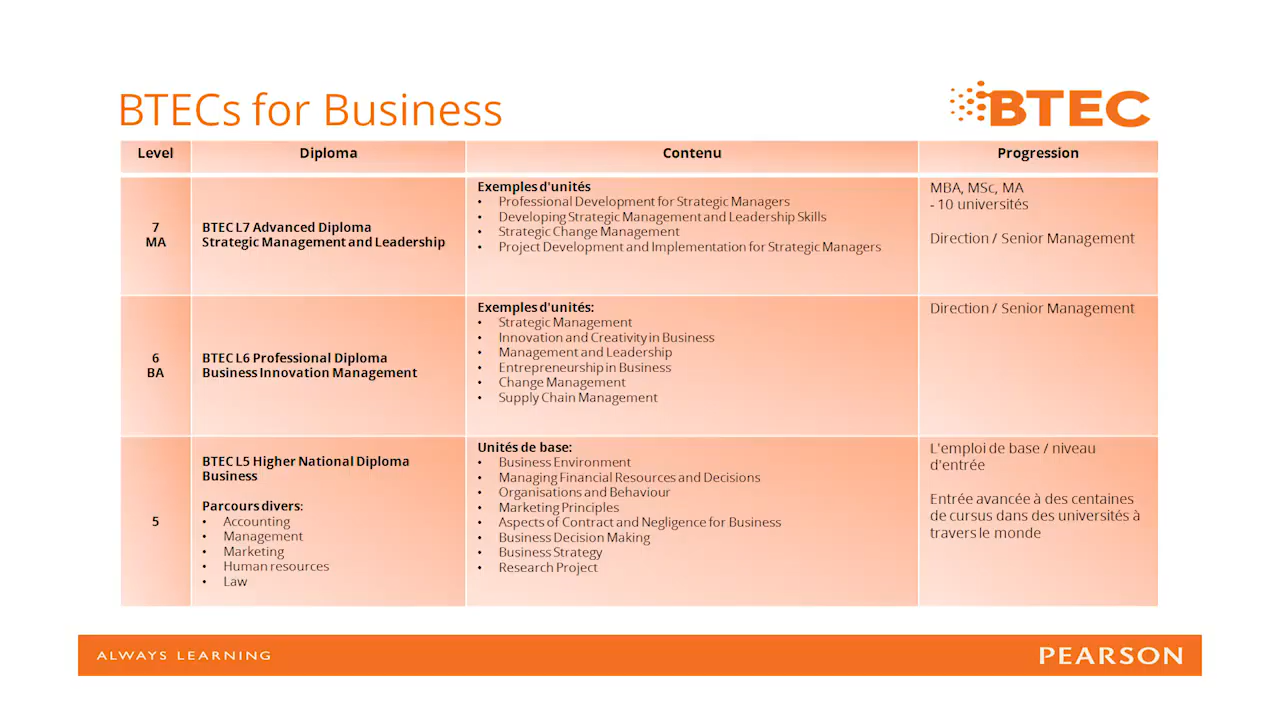 BTECs for Business
BTEC
Level
Diploma
Contenu
Progression
7
MA
BTEC L7 Advanced Diploma
Strategic Management and Leadership
Exemples d'unités
• Professional Development for Strategic Managers
• Developing Strategic Management and Leadership Skills
• Strategic Change Management
• Project Development and Implementation for Strategic Managers
MBA, MSc, MA
- 10 universités
Direction / Senior Management
6
BA
BTEC L6 Professional Diploma
Business Innovation Management
Exemples d'unités:
• Strategic Management
• Innovation and Creativity in Business
• Management and Leadership
• Entrepreneurship in Business
• Change Management
• Supply Chain Management
Direction / Senior Management
5
BTEC L5 Higher National Diploma
Business
Parcours divers:
• Accounting
• Management
• Marketing
• Human resources
• Law
Unités de base:
• Business Environment
• Managing Financial Resources and Decisions
• Organisations and Behaviour
• Marketing Principles
• Aspects of Contract and Negligence for Business
• Business Decision Making
• Business Strategy
• Research Project
L'emploi de base / niveau
d'entrée
Entrée avancée à des centaines
de cursus dans des universités à
travers le monde
ALWAYS LEARNING
PEARSON